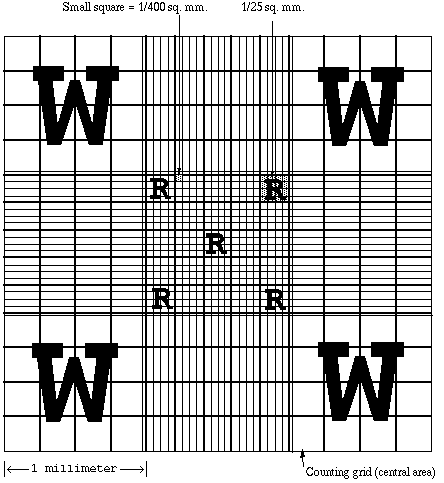 Small square = 1/400 sq. mm. 1/25 sq. mm.
W W
R R
R
R R
W W
1 millimeter
Counting grid (central area)